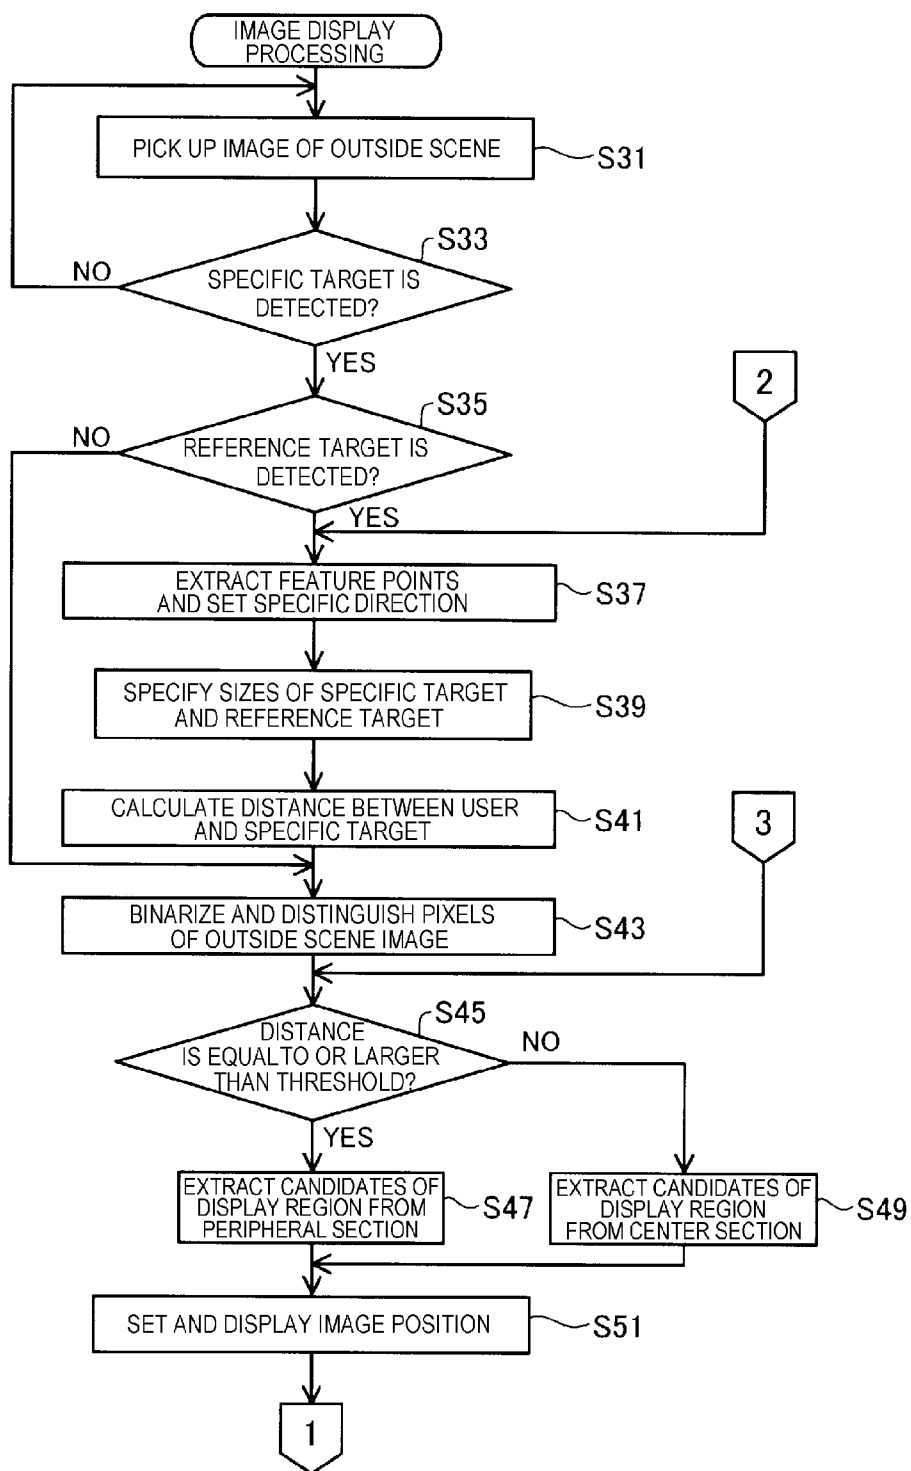 IMAGE DISPLAY
PROCESSING
PICK UP IMAGE OF OUTSIDE SCENE
S31
S33
NO
SPECIFIC TARGET IS
DETECTED?
YES
2
S35
NO
REFERENCE TARGET IS
DETECTED?
YES
EXTRACT FEATURE POINTS
AND SET SPECIFIC DIRECTION
S37
SPECIFY SIZES OF SPECIFIC TARGET
AND REFERENCE TARGET
S39
CALCULATE DISTANCE BETWEEN USER
AND SPECIFIC TARGET
S41
3
BINARIZE AND DISTINGUISH PIXELS
OF OUTSIDE SCENE IMAGE
S43
S45
DISTANCE
IS EQUALTO OR LARGER
THAN THRESHOLD?
NO
YES
EXTRACT CANDIDATES OF
DISPLAY REGION FROM
PERIPHERAL SECTION
S47
EXTRACT CANDIDATES OF
DISPLAY REGION
FROM CENTER SECTION
S49
SET AND DISPLAY IMAGE POSITION
S51
1